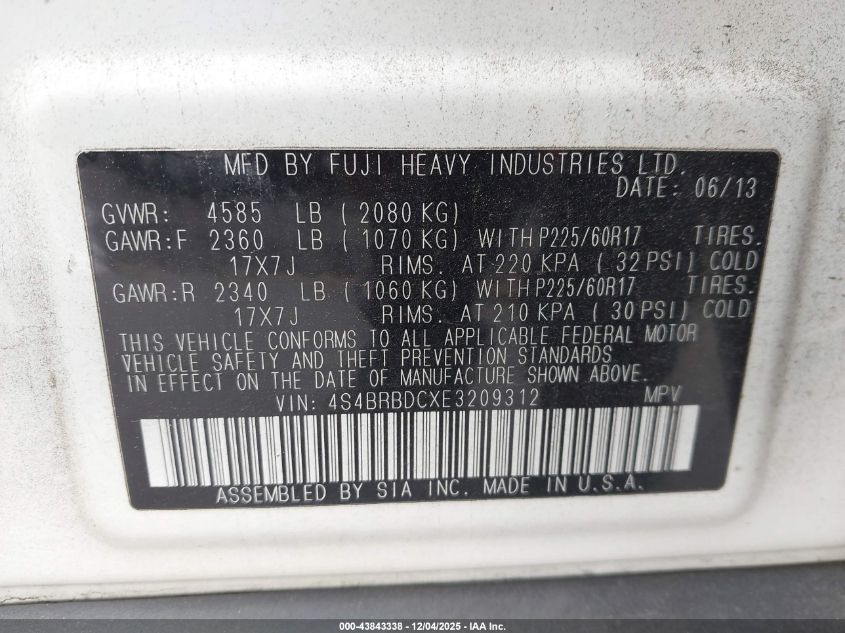 MFD BY FUJI HEAVY INDUSTRIES LTD.
DATE: 06/13
GVWR: 4585 LB ( 2080 KG)
GAWR:F 2360 LB ( 1070 KG) WITH P225/60R17 TIRES.
17X7J RIMS. AT 220 KPA ( 32 PSI) COLD
GAWR:R 2340 LB ( 1060 KG) WITH P225/60R17 TIRES.
17X7J RIMS. AT 210 KPA ( 30 PSI) COLD
THIS VEHICLE CONFORMS TO ALL APPLICABLE FEDERAL MOTOR
VEHICLE SAFETY AND THEFT PREVENTION STANDARDS
IN EFFECT ON THE DATE OF MANUFACTURE SHOWN ABOVE.
VIN: 4S4BRBDCXE3209312 MPV
ASSEMBLED BY SIA INC. MADE IN U.S.A.
000-43843338 - 12/04/2025 - IAA Inc.